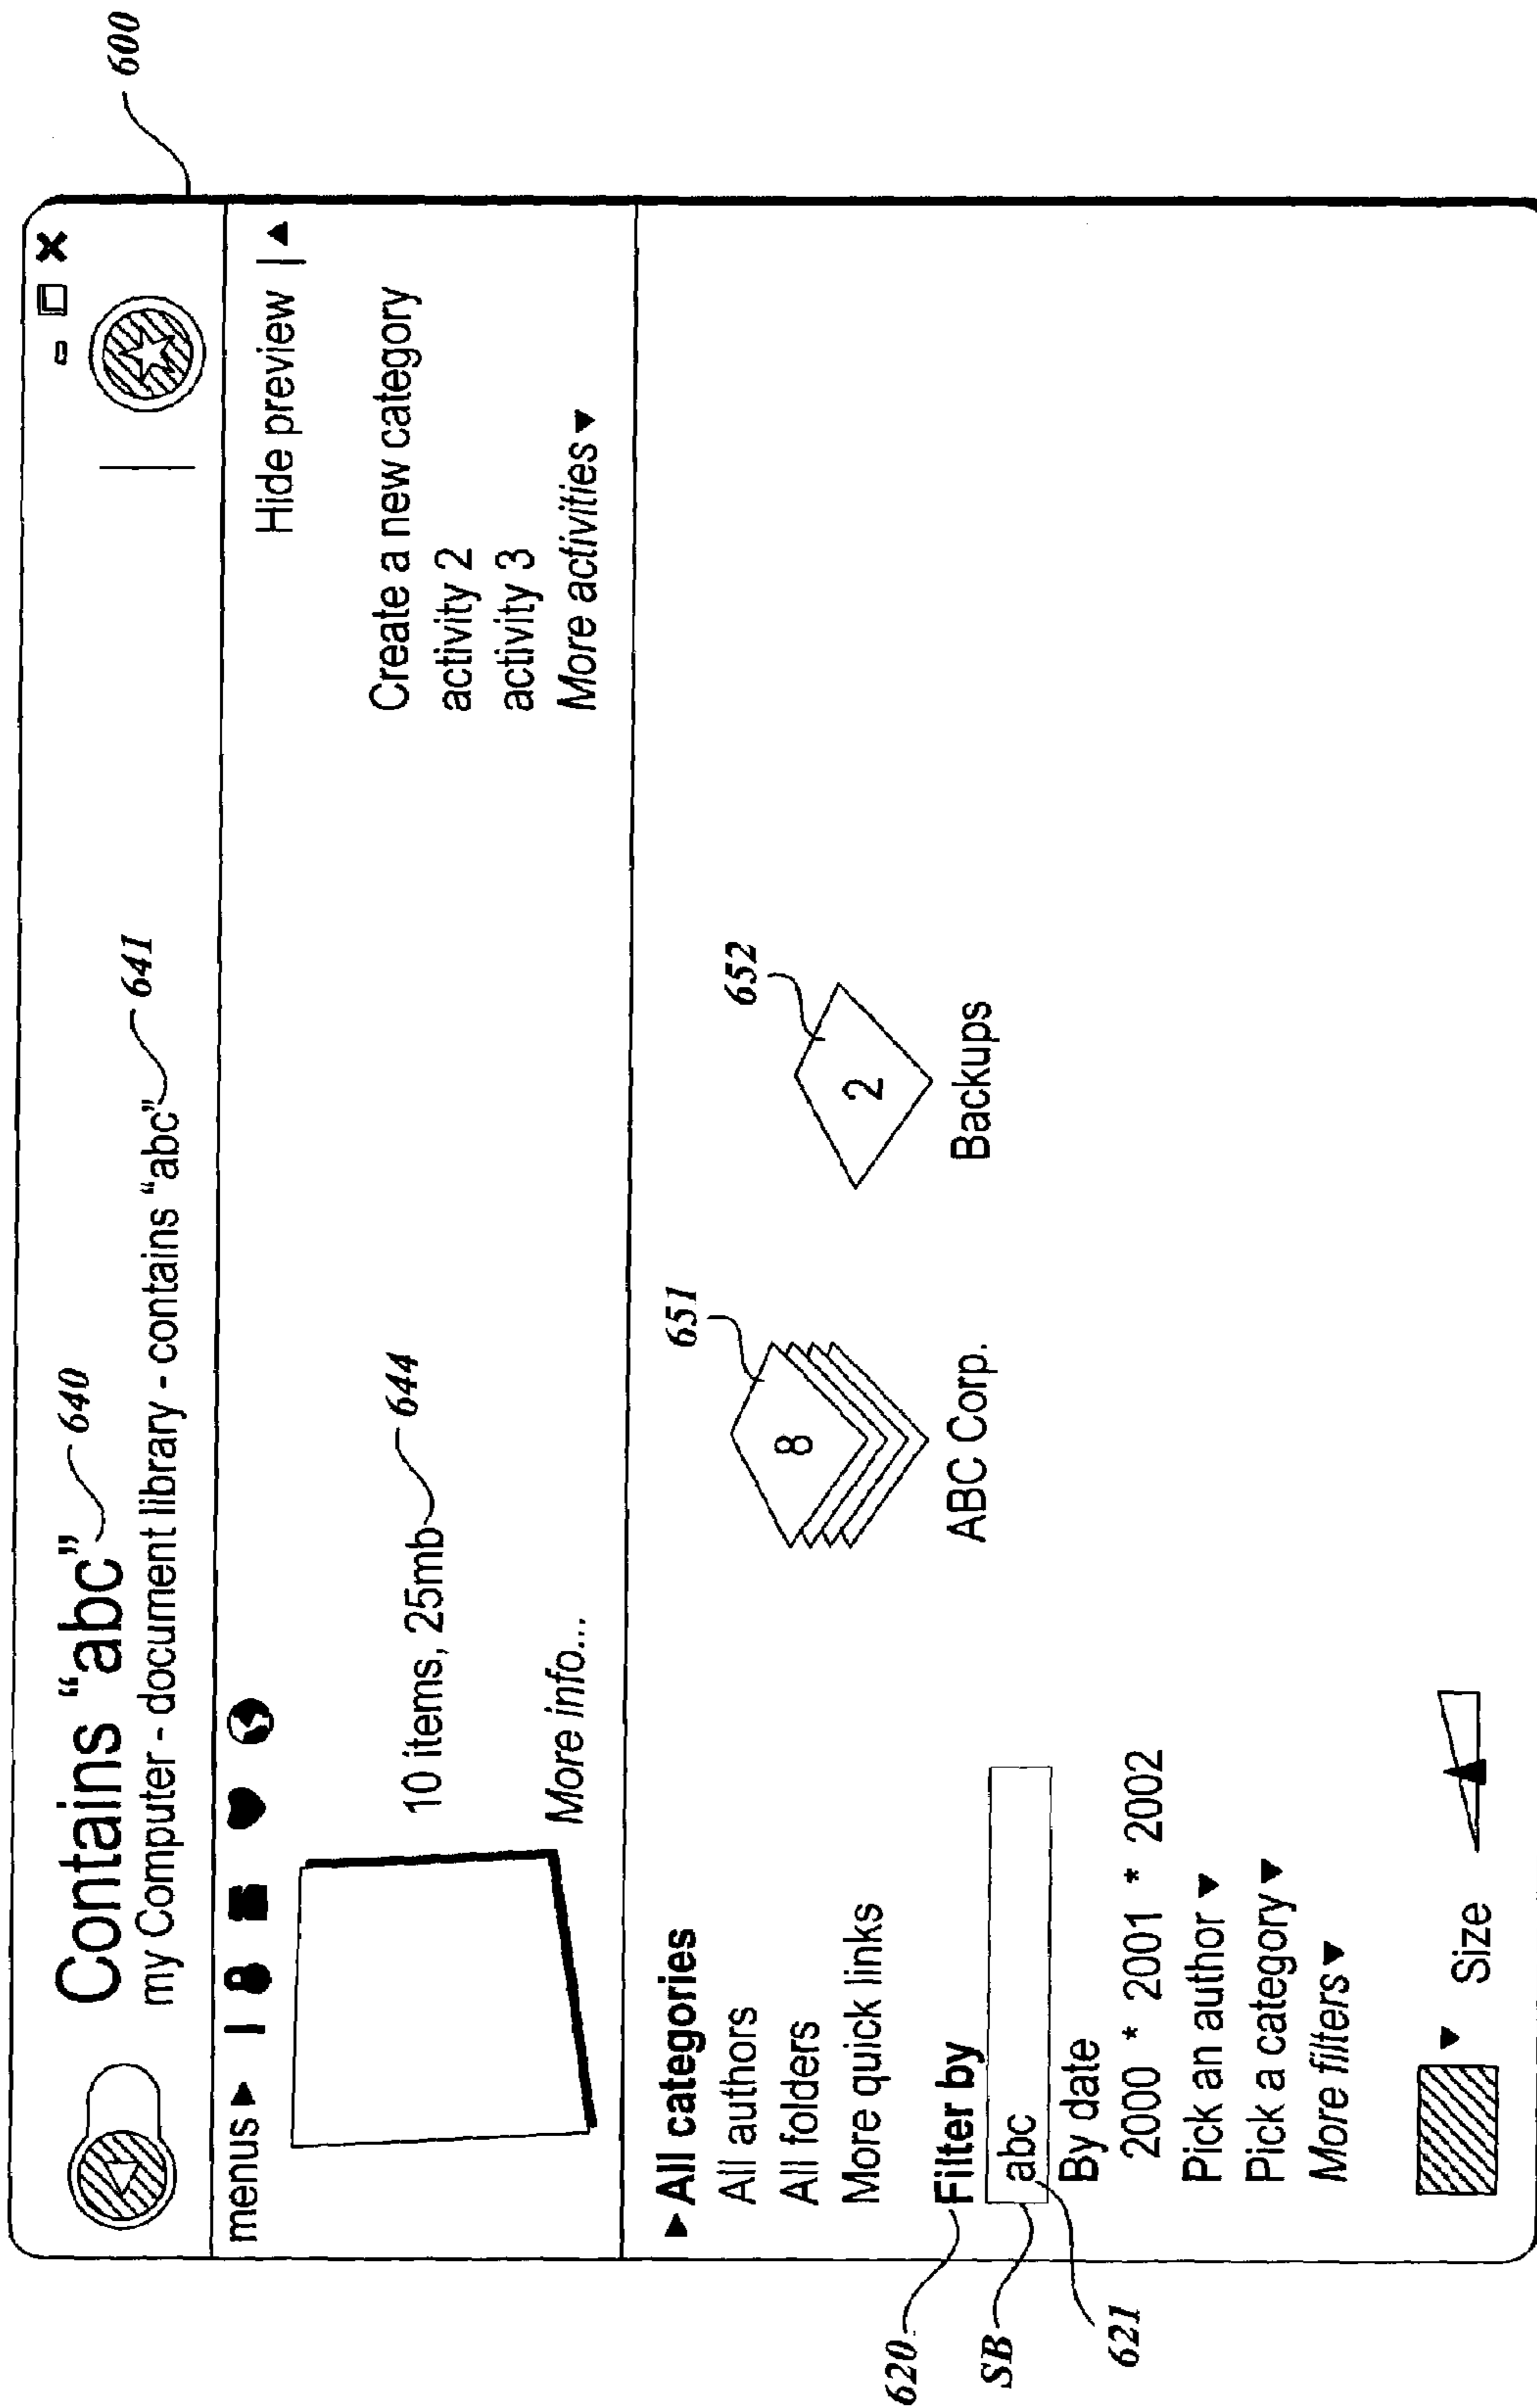 600
Contains “abc” 640
my Computer - document library - contains “abc” 641
menus
Hide preview
10 items, 25mb 644
More info...
Create a new category
activity 2
activity 3
More activities
All categories
All authors
All folders
More quick links
620 Filter by
SB abc
621
By date
2000 * 2001 * 2002
Pick an author
Pick a category
More filters
Size
651
8
ABC Corp.
652
2
Backups